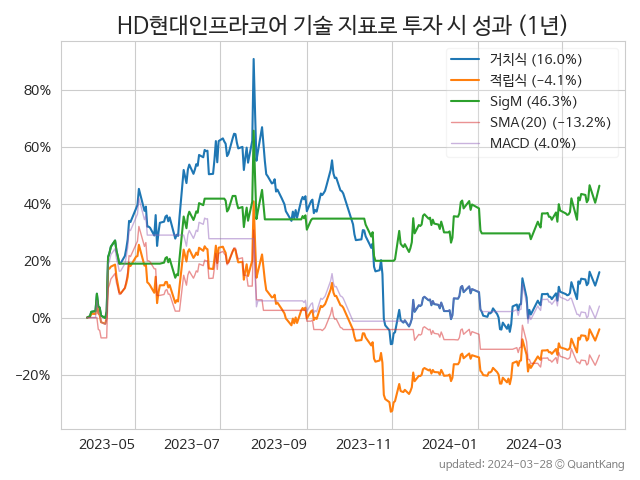 HD현대인프라코어 기술 지표로 투자 시 성과 (1년)
거치식 (16.0%)
적립식 (−4.1%)
SigM (46.3%)
SMA(20) (−13.2%)
MACD (4.0%)
80%
60%
40%
20%
0%
−20%
2023-05 2023-07 2023-09 2023-11 2024-01 2024-03
updated: 2024-03-28 © QuantKang